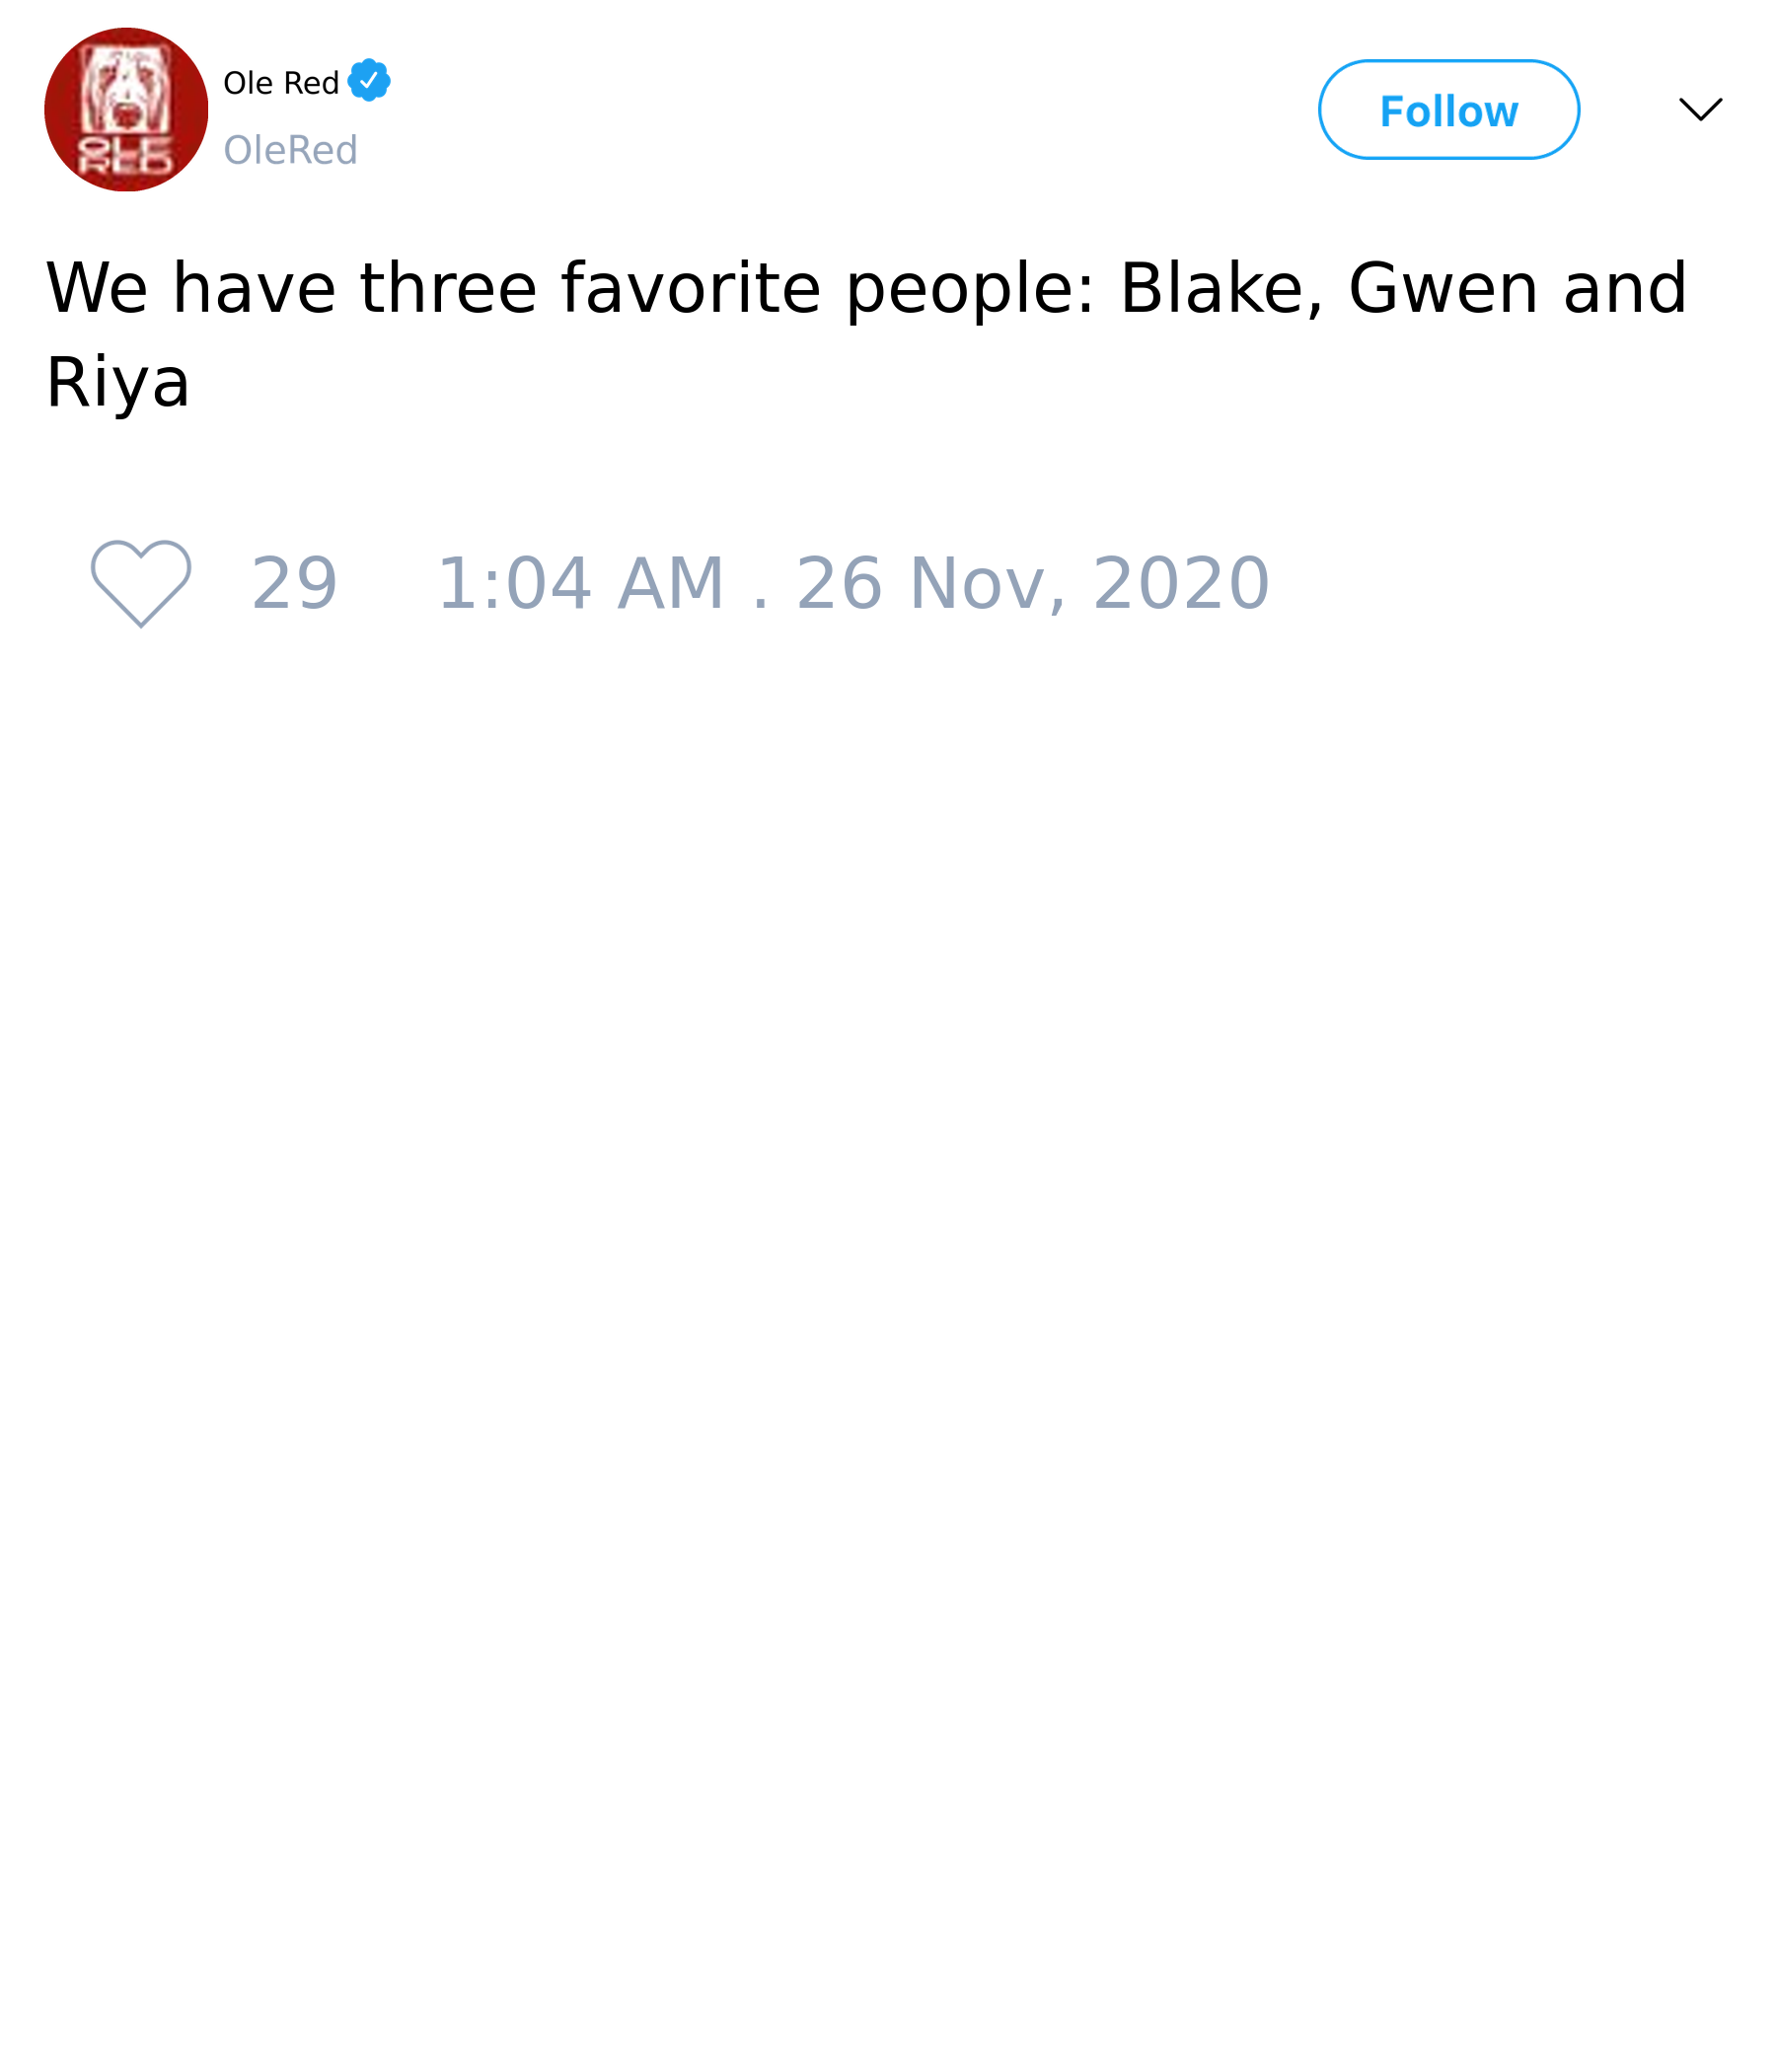 OLE
RED
Ole Red
OleRed
Follow
We have three favorite people: Blake, Gwen and
Riya
29 1:04 AM . 26 Nov, 2020